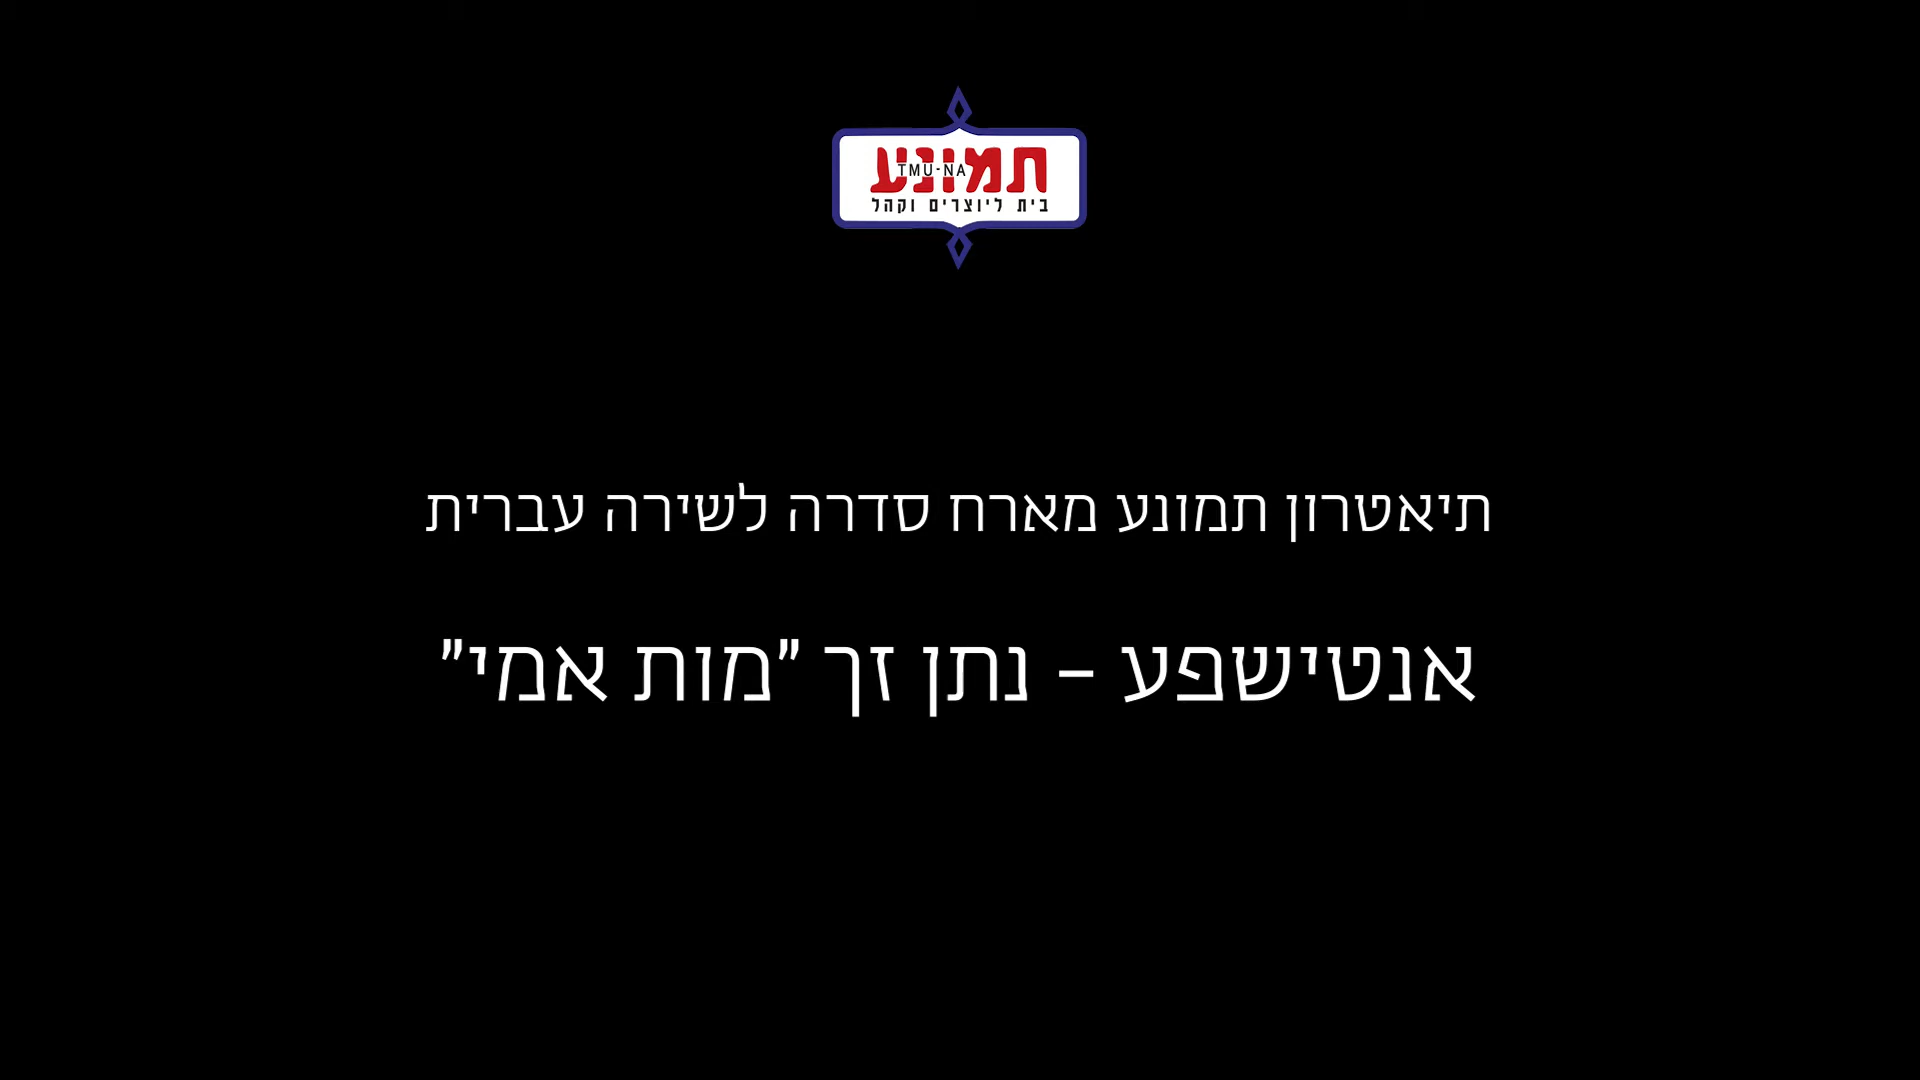 תמונע
TMU-NA
בית ליוצרים וקהל
תיאטרון תמונע מארח סדרה לשירה עברית
אנטישפע – נתן זך "מות אמי"